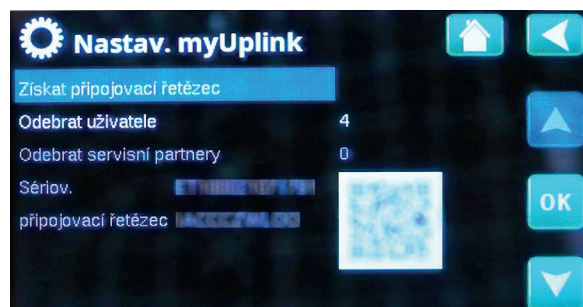 Nastav. myUplink
Získat připojovací řetězec
Odebrat uživatele 4
Odebrat servisní partnery 0
Sériov.
připojovací řetězec
OK